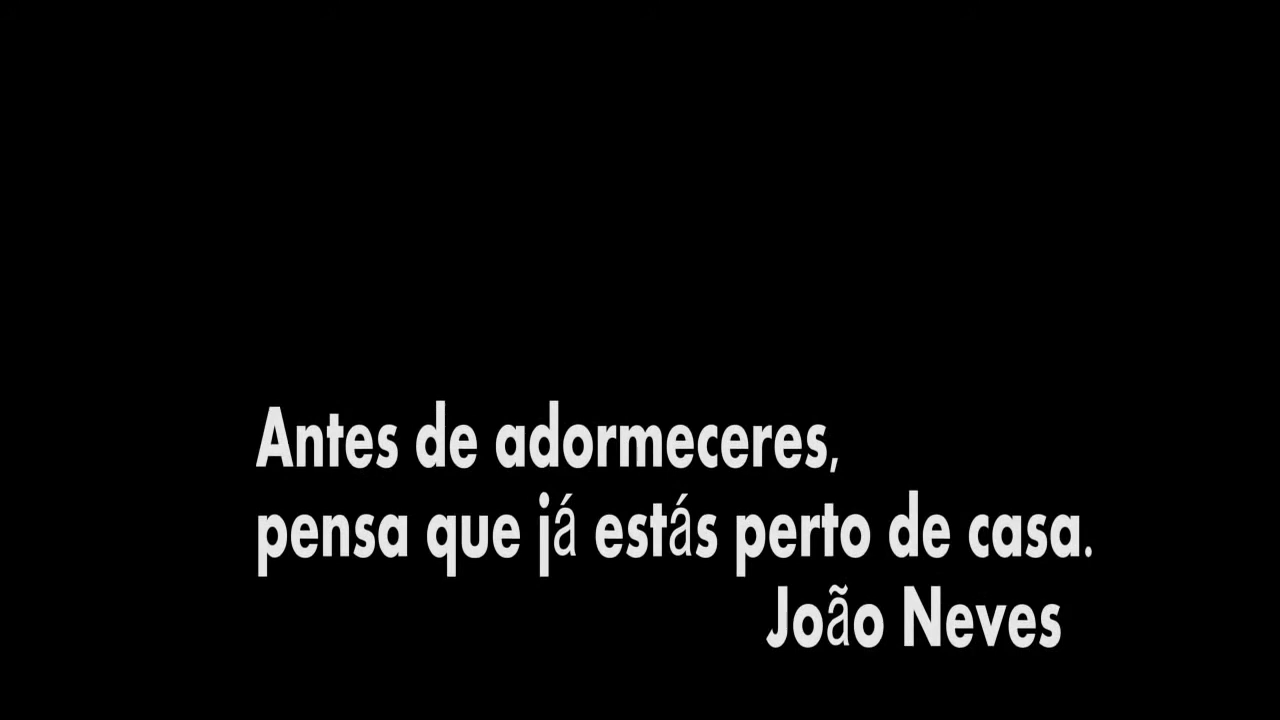 Antes de adormeceres,
pensa que já estás perto de casa.
João Neves